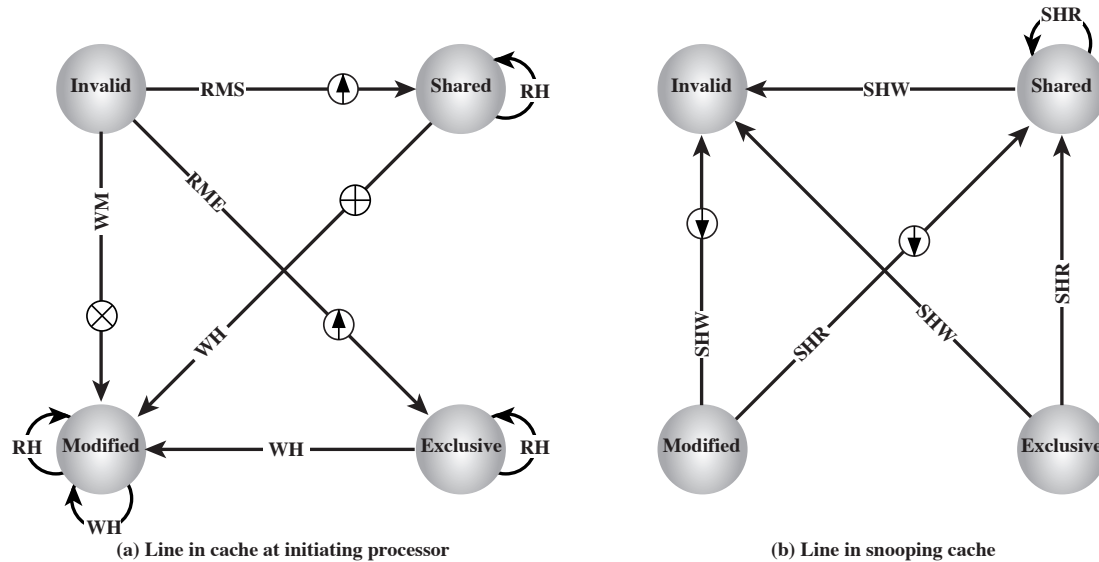 SHR
Invalid
RMS
Shared
RH
Invalid
SHW
Shared
WM
RME
WH
SHW
SHR
SHW
SHR
RH
Modified
WH
Exclusive
RH
Modified
Exclusive
WH
(a) Line in cache at initiating processor
(b) Line in snooping cache